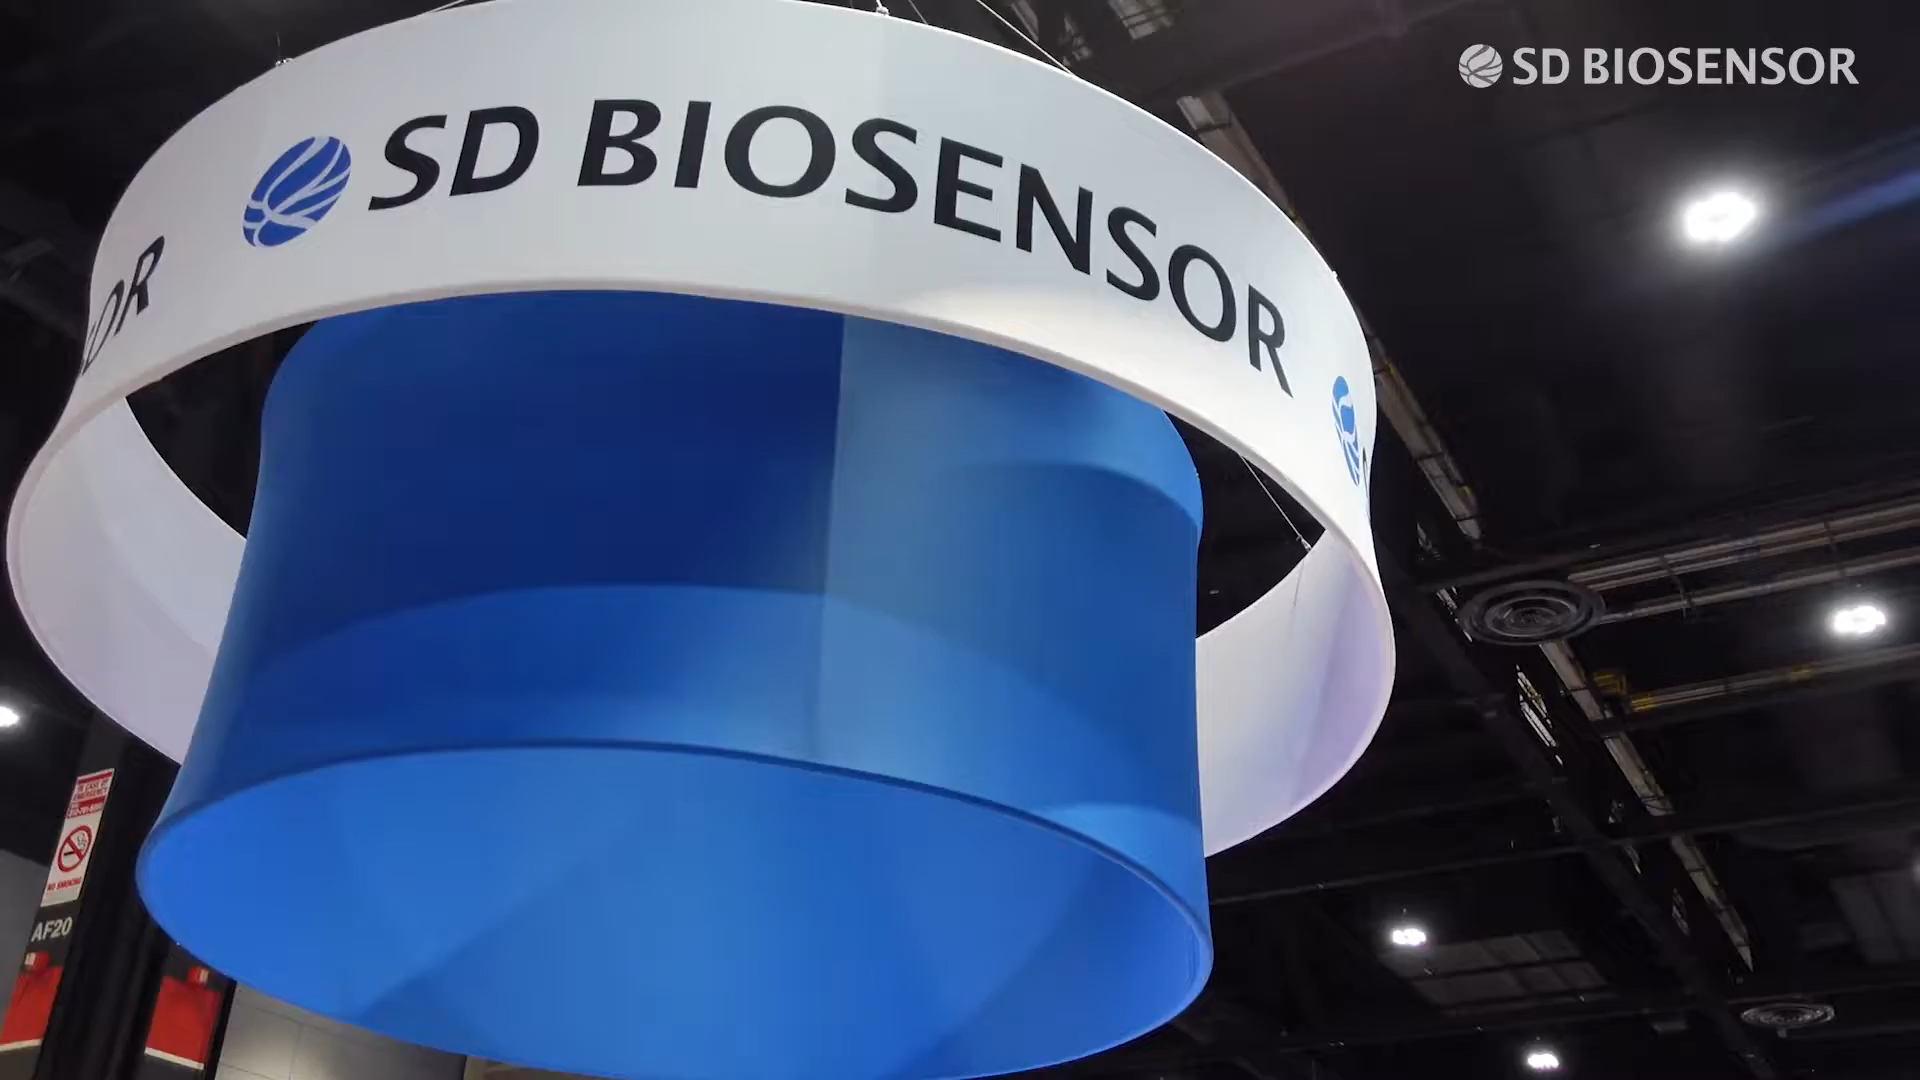 SD BIOSENSOR
SD BIOSENSOR
OR
NO SMOKING
AF20